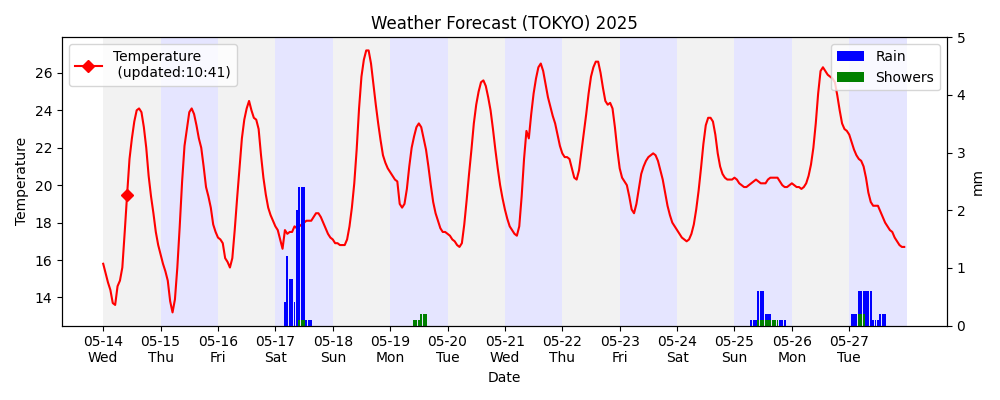 Weather Forecast (TOKYO) 2025
Temperature
(updated:10:41)
Rain
Showers
Temperature
26
24
22
20
18
16
14
5
4
3
2
1
0
mm
05-14 05-15 05-16 05-17 05-18 05-19 05-20 05-21 05-22 05-23 05-24 05-25 05-26 05-27
Wed Thu Fri Sat Sun Mon Tue Wed Thu Fri Sat Sun Mon Tue
Date